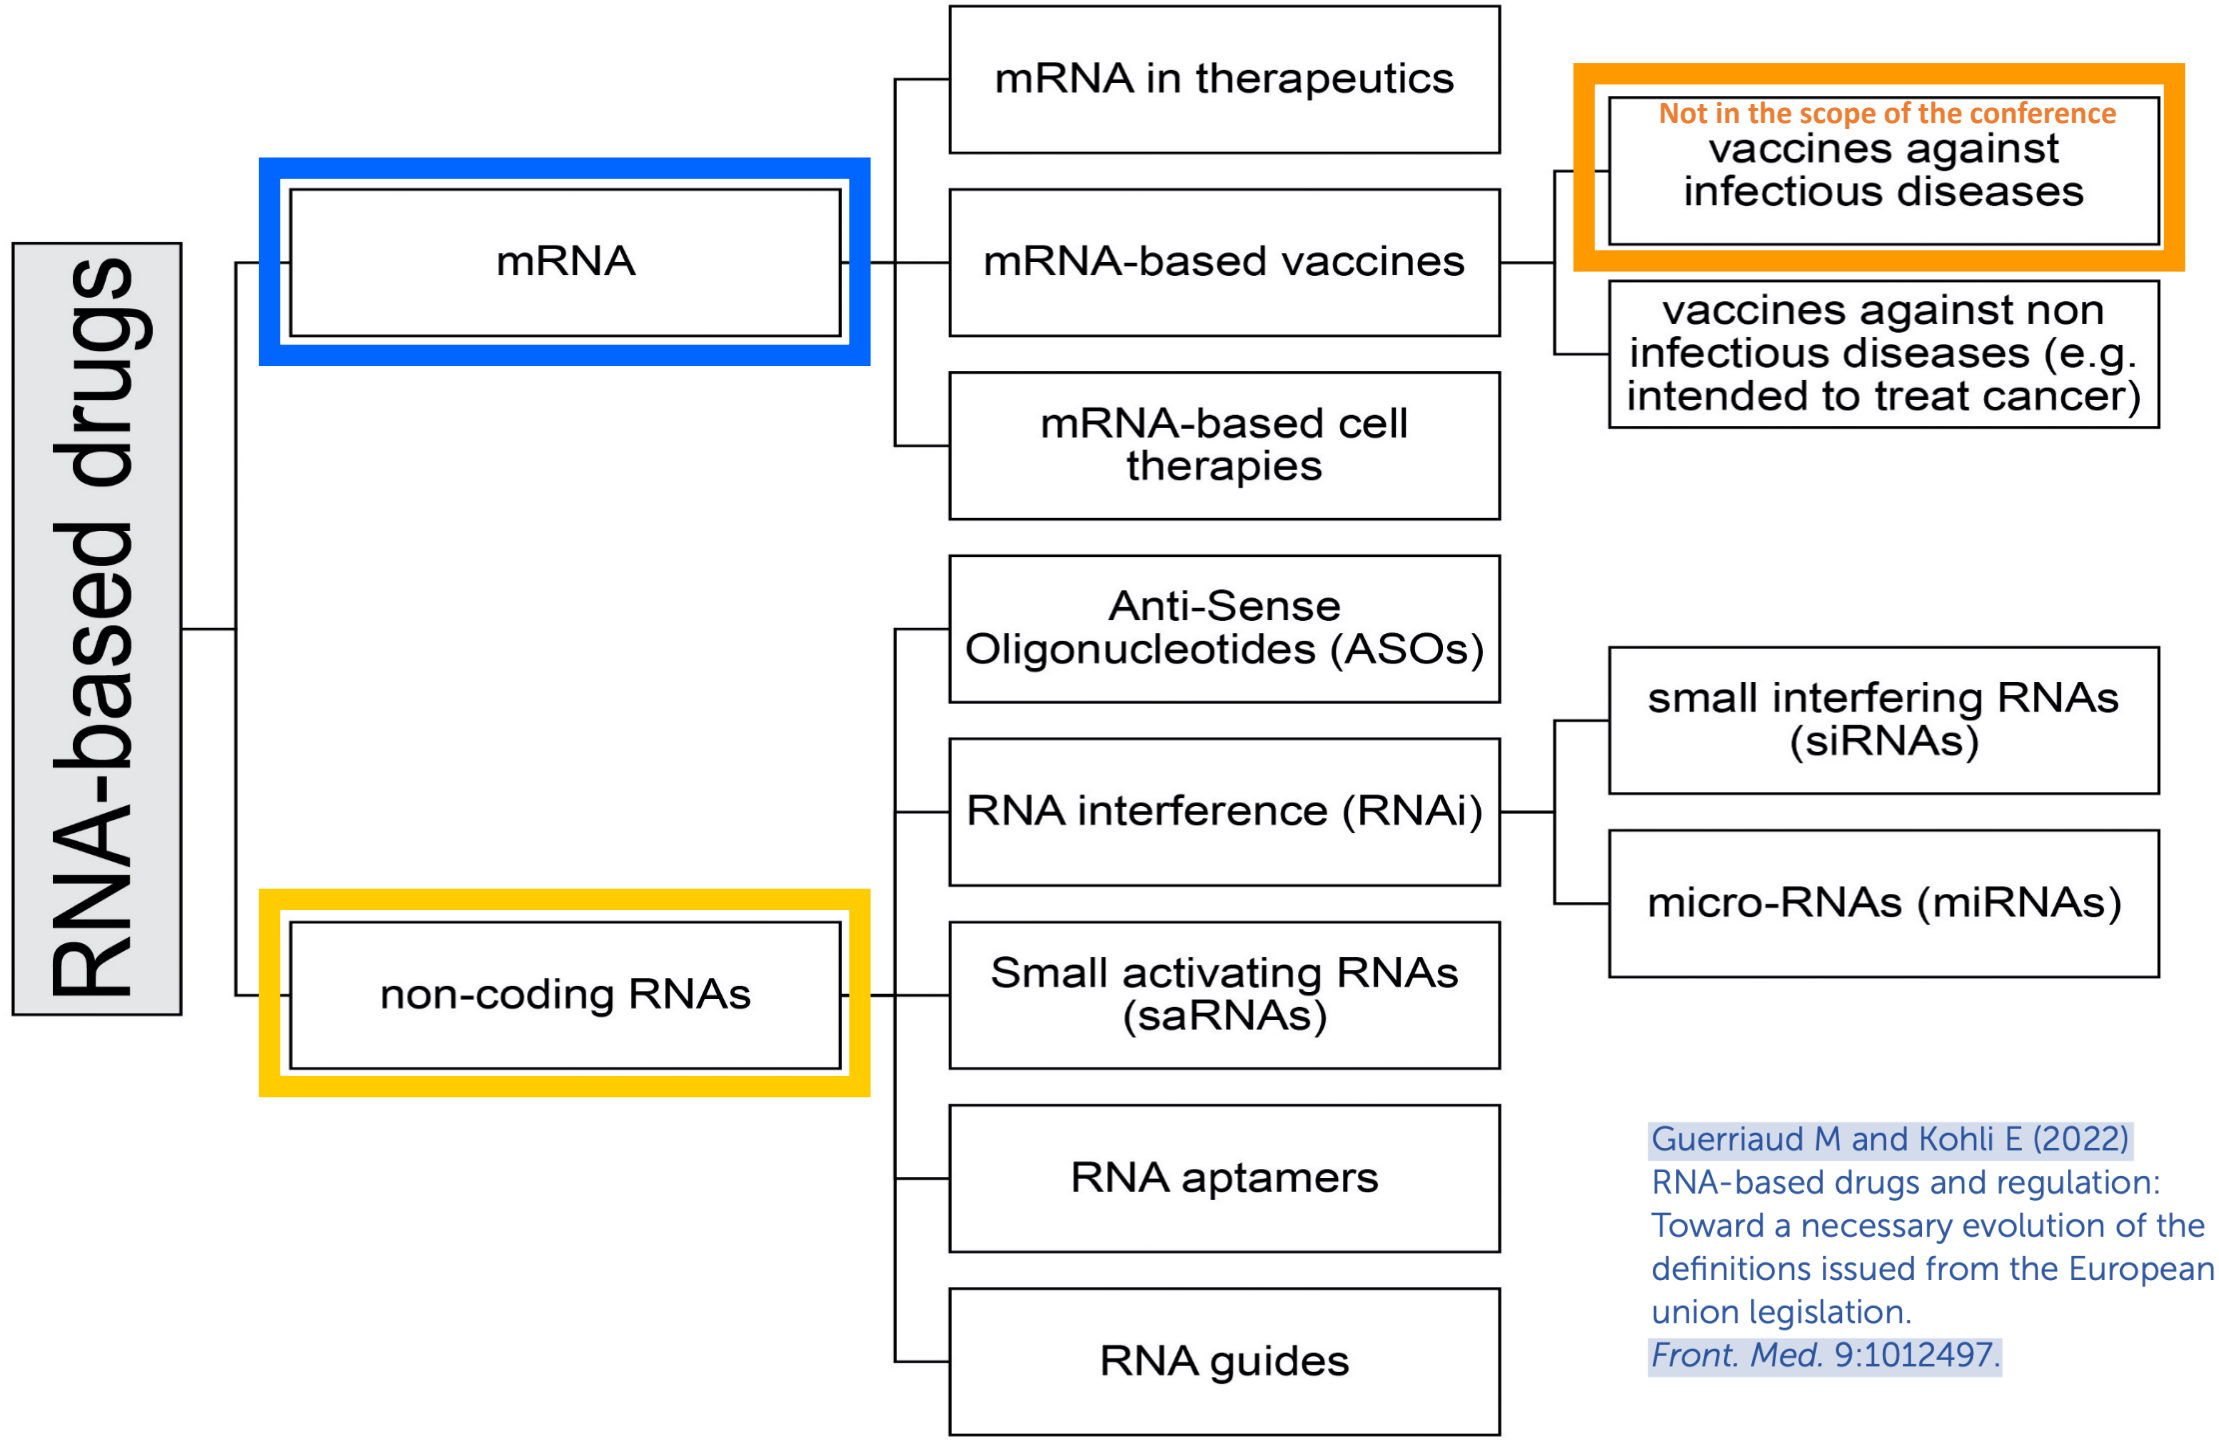 RNA-based drugs
mRNA
non-coding RNAs
mRNA in therapeutics
mRNA-based vaccines
mRNA-based cell
therapies
Anti-Sense
Oligonucleotides (ASOs)
RNA interference (RNAi)
Small activating RNAs
(saRNAs)
RNA aptamers
RNA guides
Not in the scope of the conference
vaccines against
infectious diseases
vaccines against non
infectious diseases (e.g.
intended to treat cancer)
small interfering RNAs
(siRNAs)
micro-RNAs (miRNAs)
Guerriaud M and Kohli E (2022)
RNA-based drugs and regulation:
Toward a necessary evolution of the
definitions issued from the European
union legislation.
Front. Med. 9:1012497.